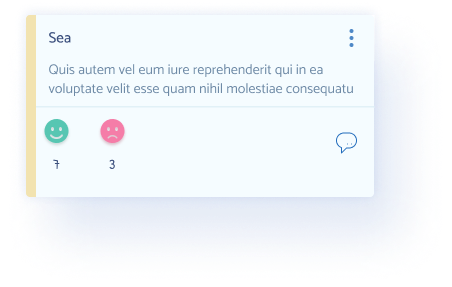 Sea
Quis autem vel eum iure reprehenderit qui in ea
voluptate velit esse quam nihil molestiae consequatu
7 3